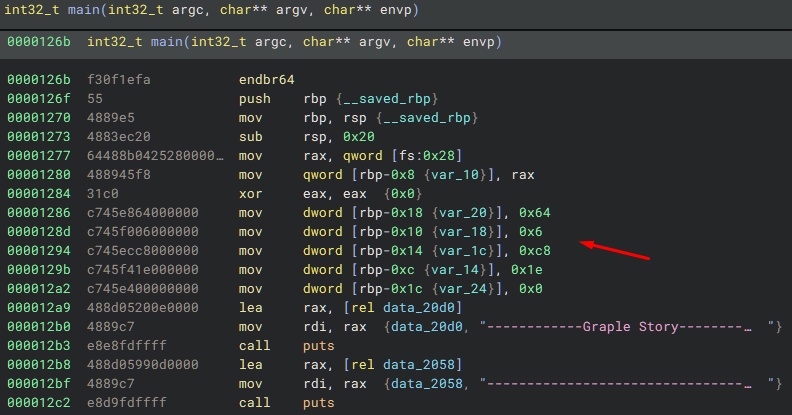 int32_t main(int32_t argc, char** argv, char** envp)
0000126b int32_t main(int32_t argc, char** argv, char** envp)
0000126b f30f1efa endbr64
0000126f 55 push rbp {__saved_rbp}
00001270 4889e5 mov rbp, rsp {__saved_rbp}
00001273 4883ec20 sub rsp, 0x20
00001277 64488b0425280000… mov rax, qword [fs:0x28]
00001280 488945f8 mov qword [rbp-0x8 {var_10}], rax
00001284 31c0 xor eax, eax {0x0}
00001286 c745e864000000 mov dword [rbp-0x18 {var_20}], 0x64
0000128d c745f006000000 mov dword [rbp-0x10 {var_18}], 0x6
00001294 c745ecc8000000 mov dword [rbp-0x14 {var_1c}], 0xc8
0000129b c745f41e000000 mov dword [rbp-0xc {var_14}], 0x1e
000012a2 c745e400000000 mov dword [rbp-0x1c {var_24}], 0x0
000012a9 488d05200e0000 lea rax, [rel data_20d0]
000012b0 4889c7 mov rdi, rax {data_20d0, "------------Graple Story--------… "}
000012b3 e8e8fdffff call puts
000012b8 488d05990d0000 lea rax, [rel data_2058]
000012bf 4889c7 mov rdi, rax {data_2058, "--------------------------------… "}
000012c2 e8d9fdffff call puts